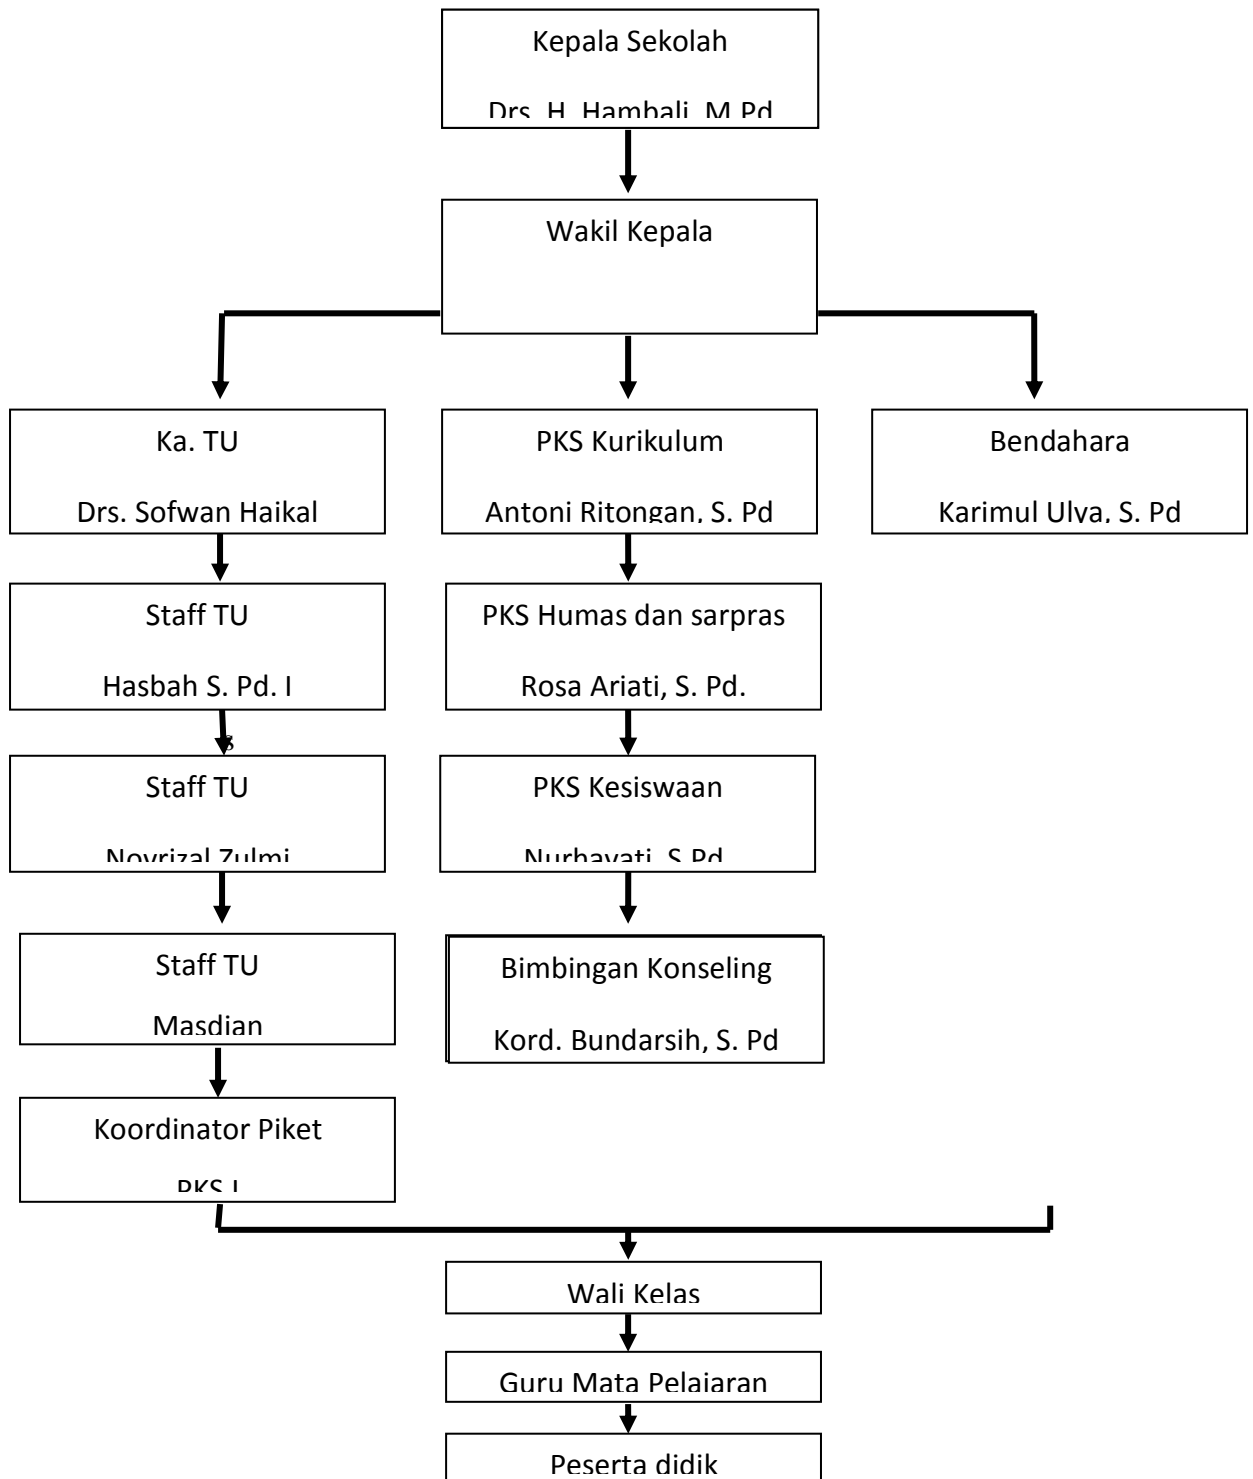 Kepala Sekolah
Drs. H. Hambali, M.Pd
Wakil Kepala
Ka. TU
Drs. Sofwan Haikal
PKS Kurikulum
Antoni Ritongan, S. Pd
Bendahara
Karimul Ulya, S. Pd
Staff TU
Hasbah S. Pd. I
PKS Humas dan sarpras
Rosa Ariati, S. Pd.
s
Staff TU
Novrizal Zulmi
PKS Kesiswaan
Nurhayati, S.Pd
Staff TU
Masdian
Bimbingan Konseling
Kord. Bundarsih, S. Pd
Koordinator Piket
PKS I
Wali Kelas
Guru Mata Pelajaran
Peserta didik